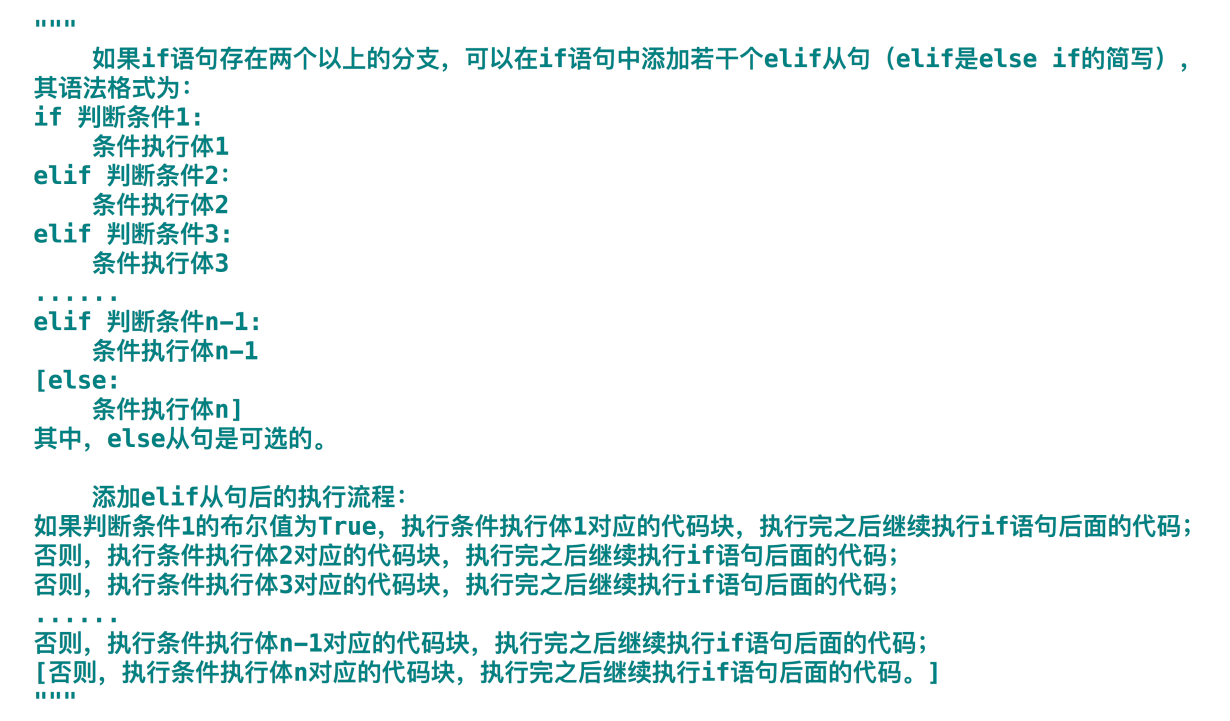 """
    如果if语句存在两个以上的分支，可以在if语句中添加若干个elif从句（elif是else if的简写），
其语法格式为：
if 判断条件1:
    条件执行体1
elif 判断条件2：
    条件执行体2
elif 判断条件3:
    条件执行体3
......
elif 判断条件n-1:
    条件执行体n-1
[else:
    条件执行体n]
其中，else从句是可选的。

    添加elif从句后的执行流程：
如果判断条件1的布尔值为True，执行条件执行体1对应的代码块，执行完之后继续执行if语句后面的代码；
否则，执行条件执行体2对应的代码块，执行完之后继续执行if语句后面的代码；
否则，执行条件执行体3对应的代码块，执行完之后继续执行if语句后面的代码；
......
否则，执行条件执行体n-1对应的代码块，执行完之后继续执行if语句后面的代码；
[否则，执行条件执行体n对应的代码块，执行完之后继续执行if语句后面的代码。]
"""